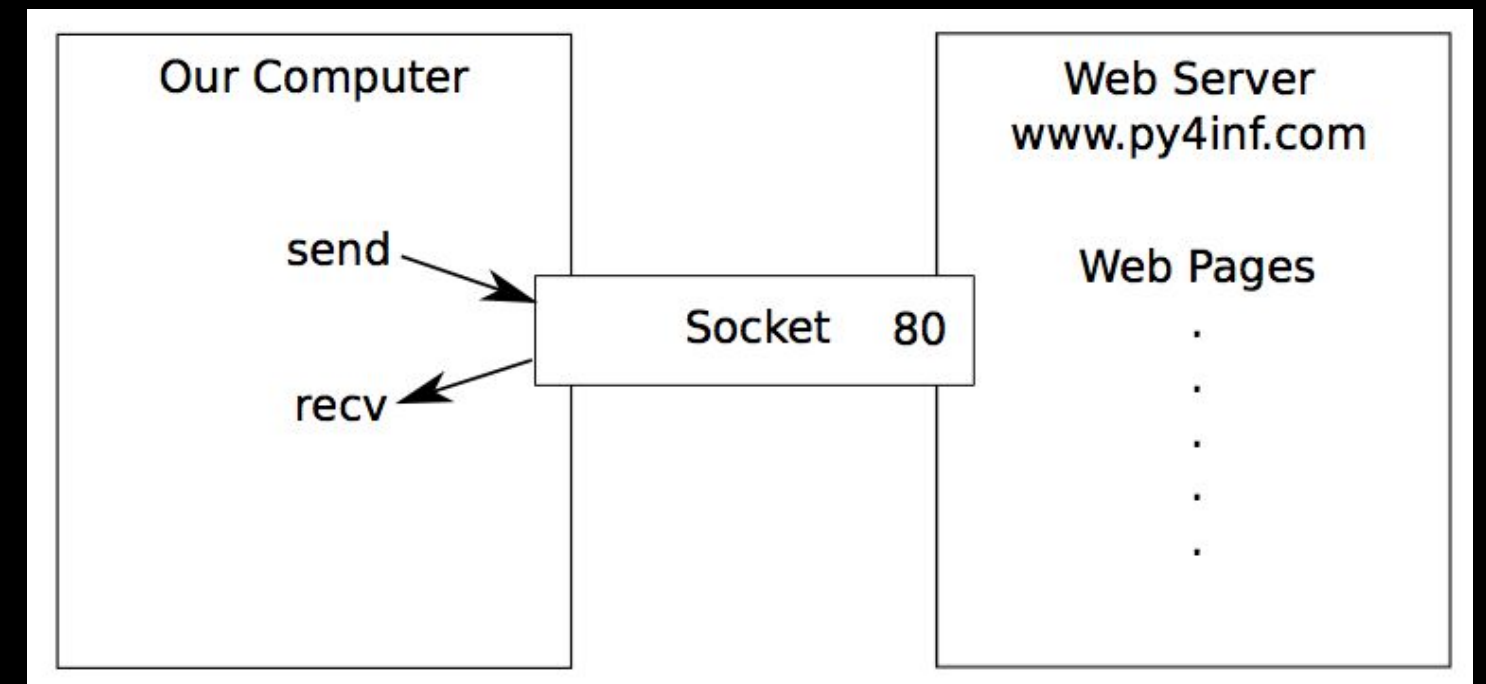 Our Computer
send
recv
Socket 80
Web Server
www.py4inf.com
Web Pages
.
.
.
.
.